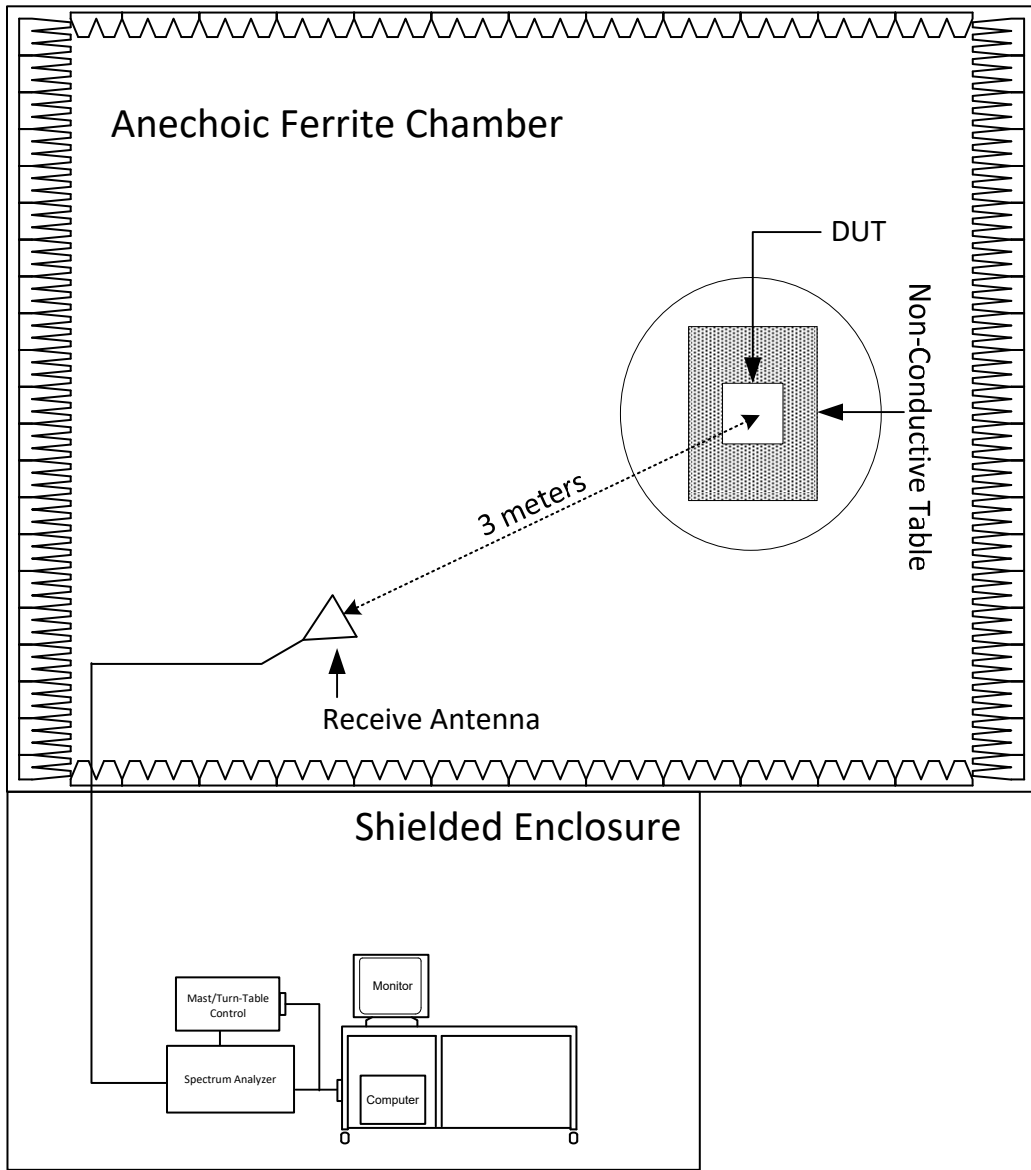 Anechoic Ferrite Chamber
DUT
Non-Conductive Table
3 meters
Receive Antenna
Shielded Enclosure
Monitor
Mast/Turn-Table
Control
Spectrum Analyzer
Computer